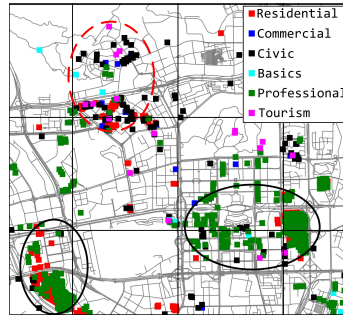 Residential
Commercial
Civic
Basics
Professional
Tourism